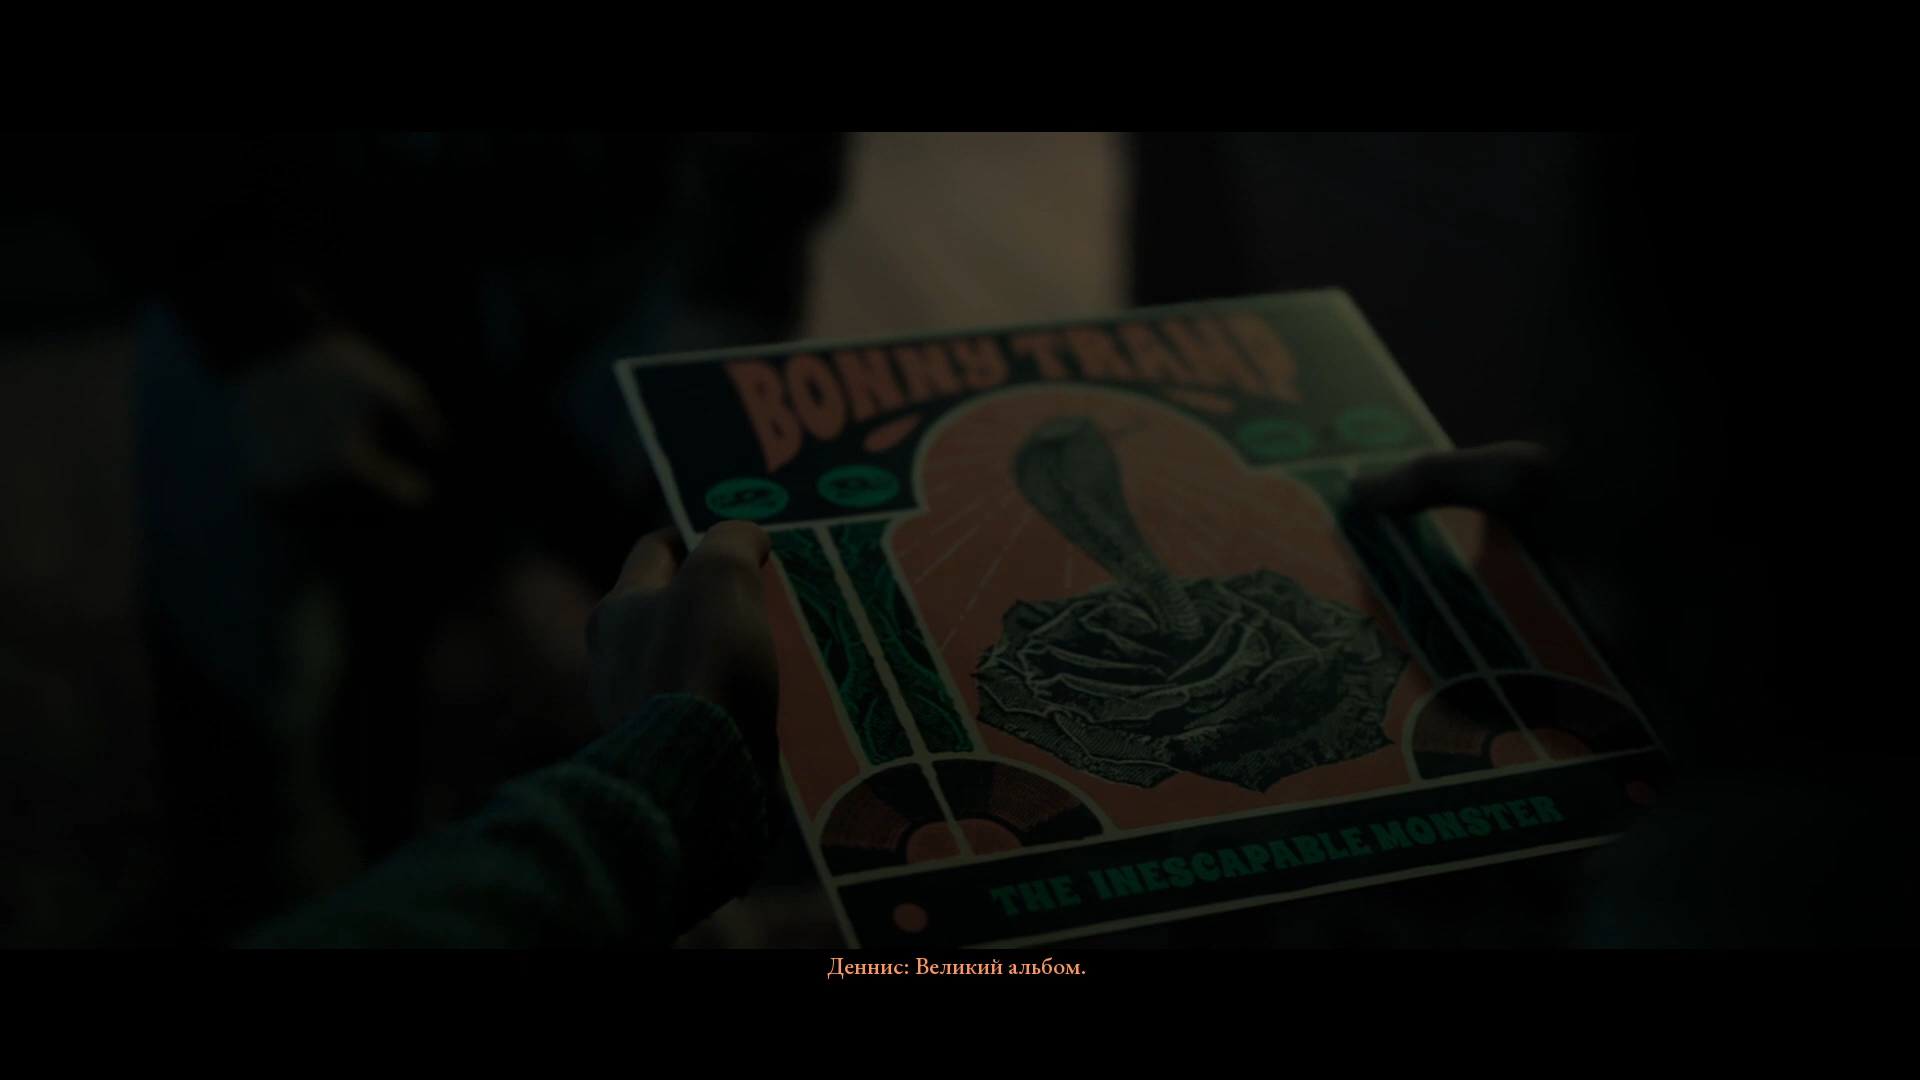 BONNY TRAMP
THE INESCAPABLE MONSTER
Деннис: Великий альбом.